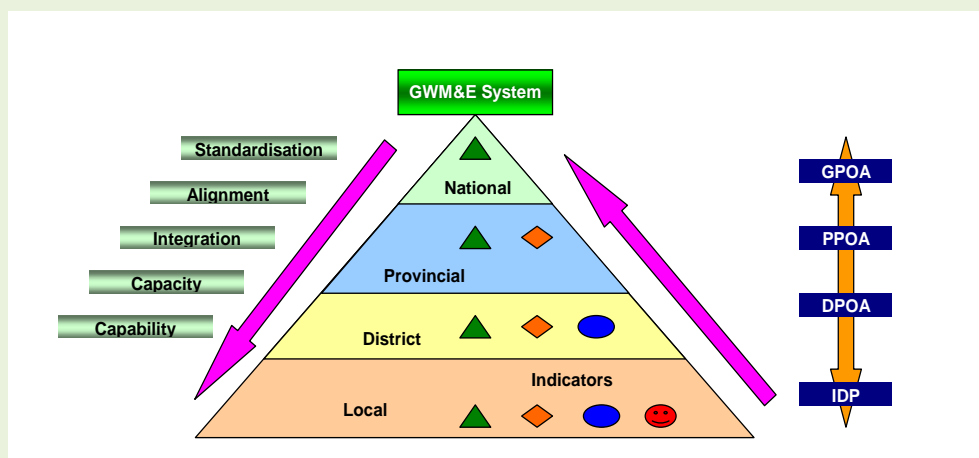 GWM&E System
Standardisation
Alignment
Integration
Capacity
Capability
National
Provincial
District
Indicators
Local
GPOA
PPOA
DPOA
IDP